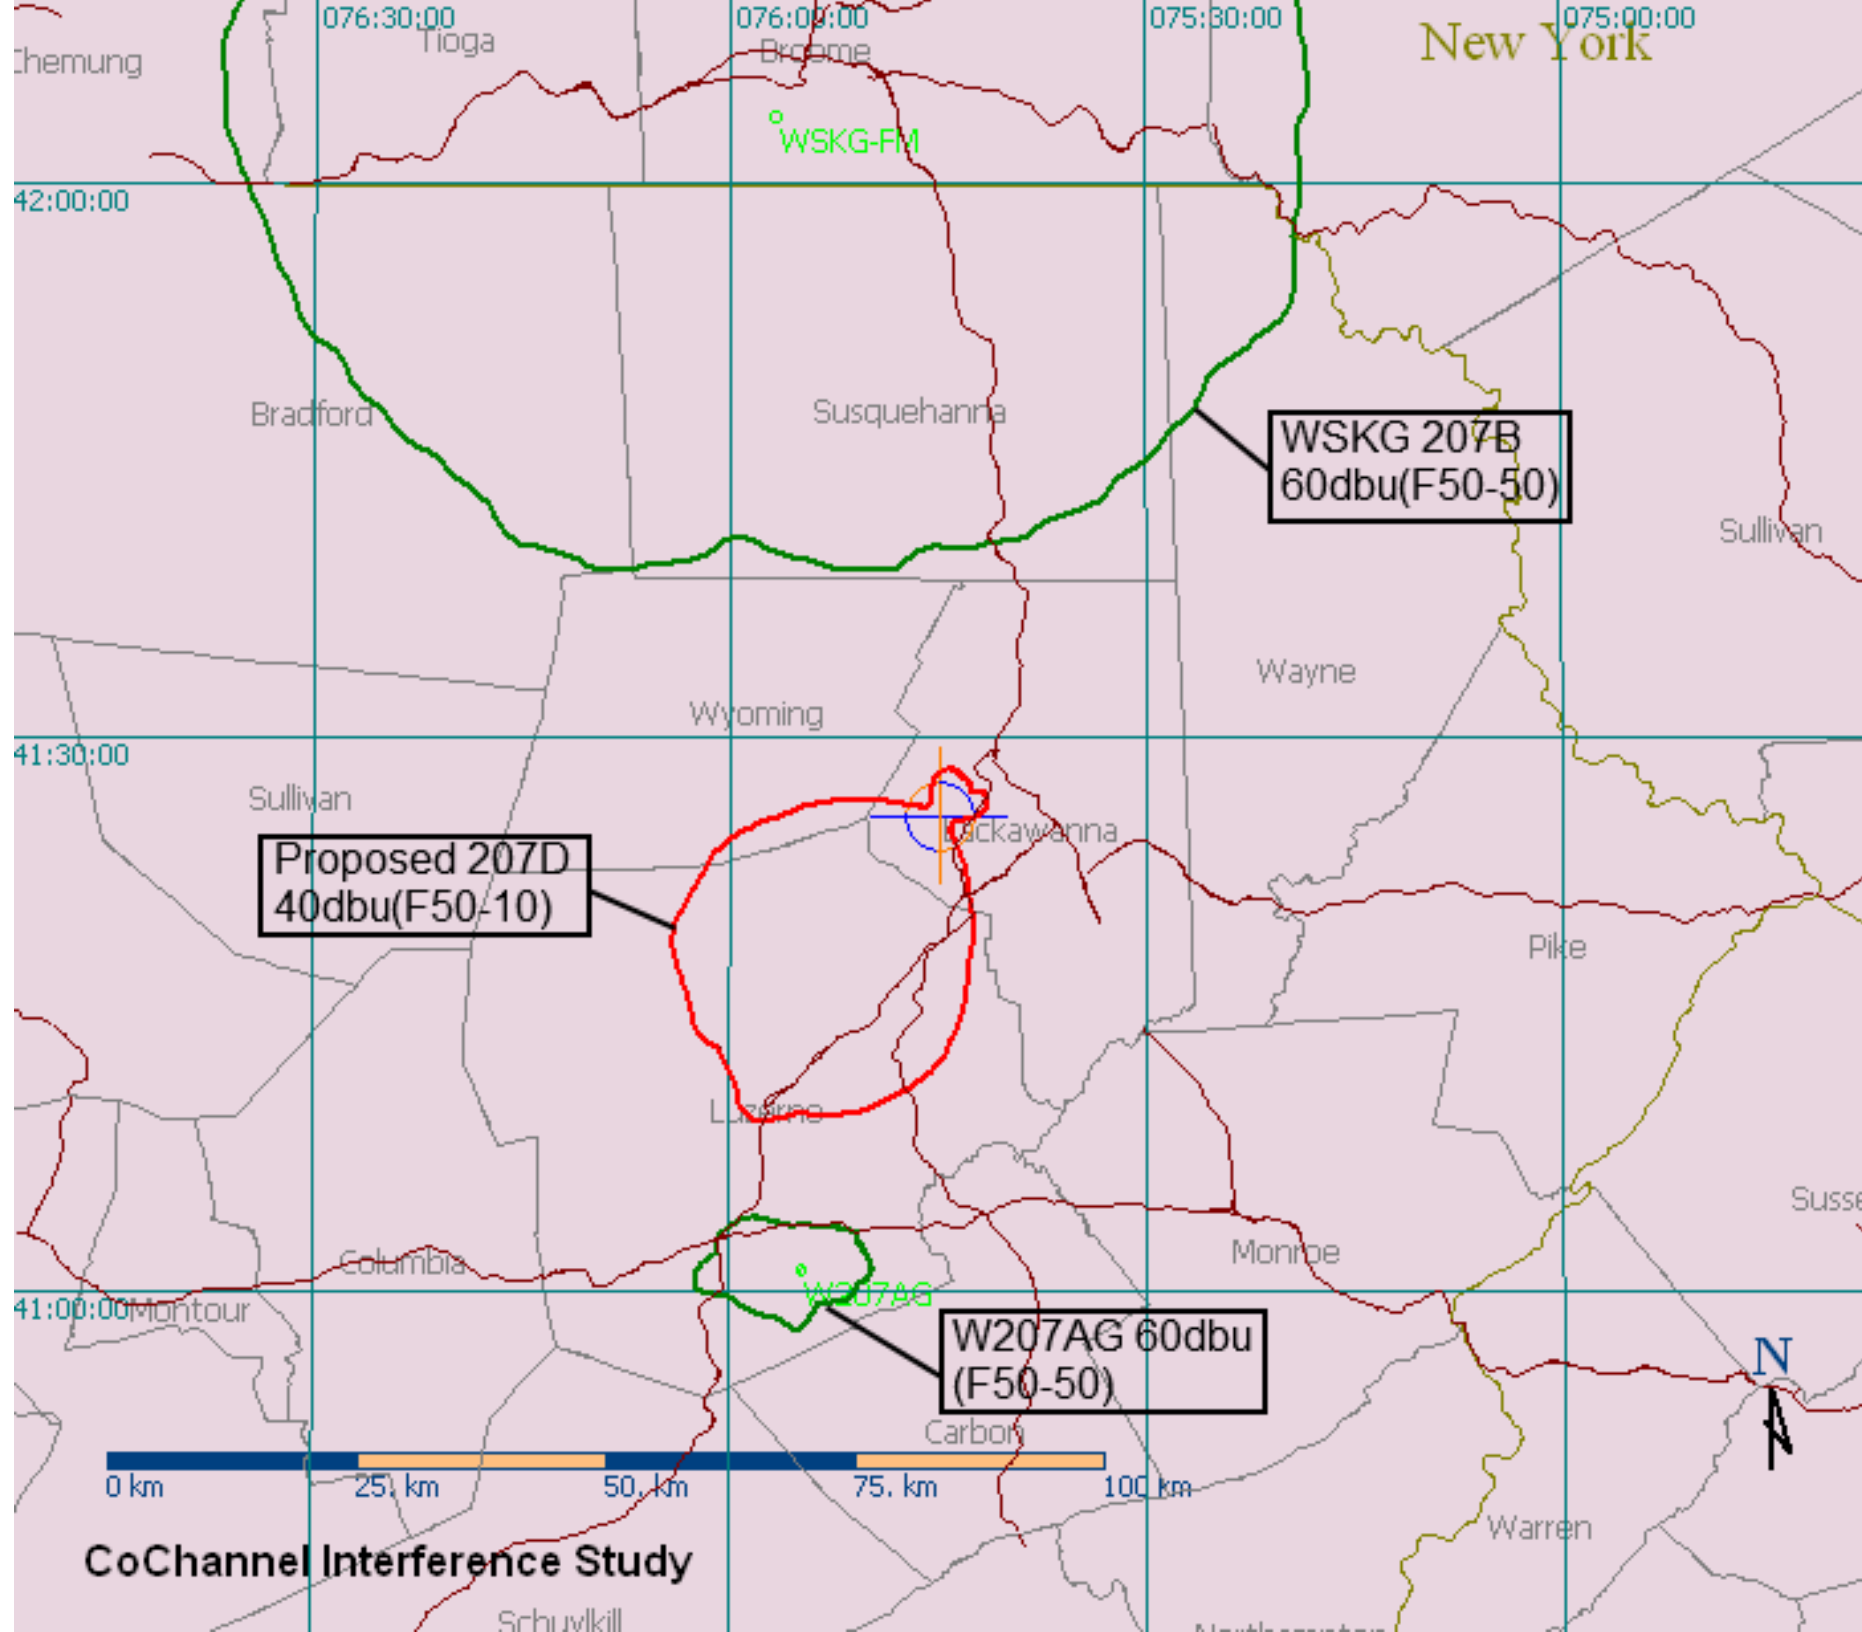 076:30:00
076:00:00
075:30:00
075:00:00
Chemung
Tioga
Broome
New York
WSKG-FM
42:00:00
Bradford
Susquehanna
WSKG 207B
60dbu(F50-50)
Sullivan
Wayne
Wyoming
41:30:00
Sullivan
Lackawanna
Proposed 207D
40dbu(F50-10)
Pike
Luzerne
Susse
Columbia
Monroe
W207AG
41:00:00
Montour
W207AG 60dbu
(F50-50)
N
Carbon
0 km
25. km
50. km
75. km
100 km
Warren
CoChannel Interference Study
Schuylkill
Northampton